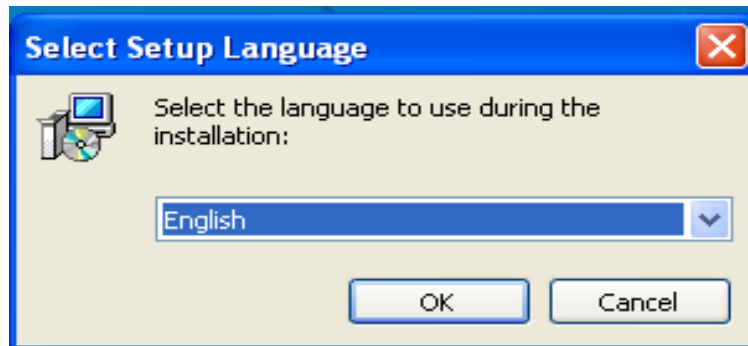 Select Setup Language
Select the language to use during the
installation:
English
OK
Cancel